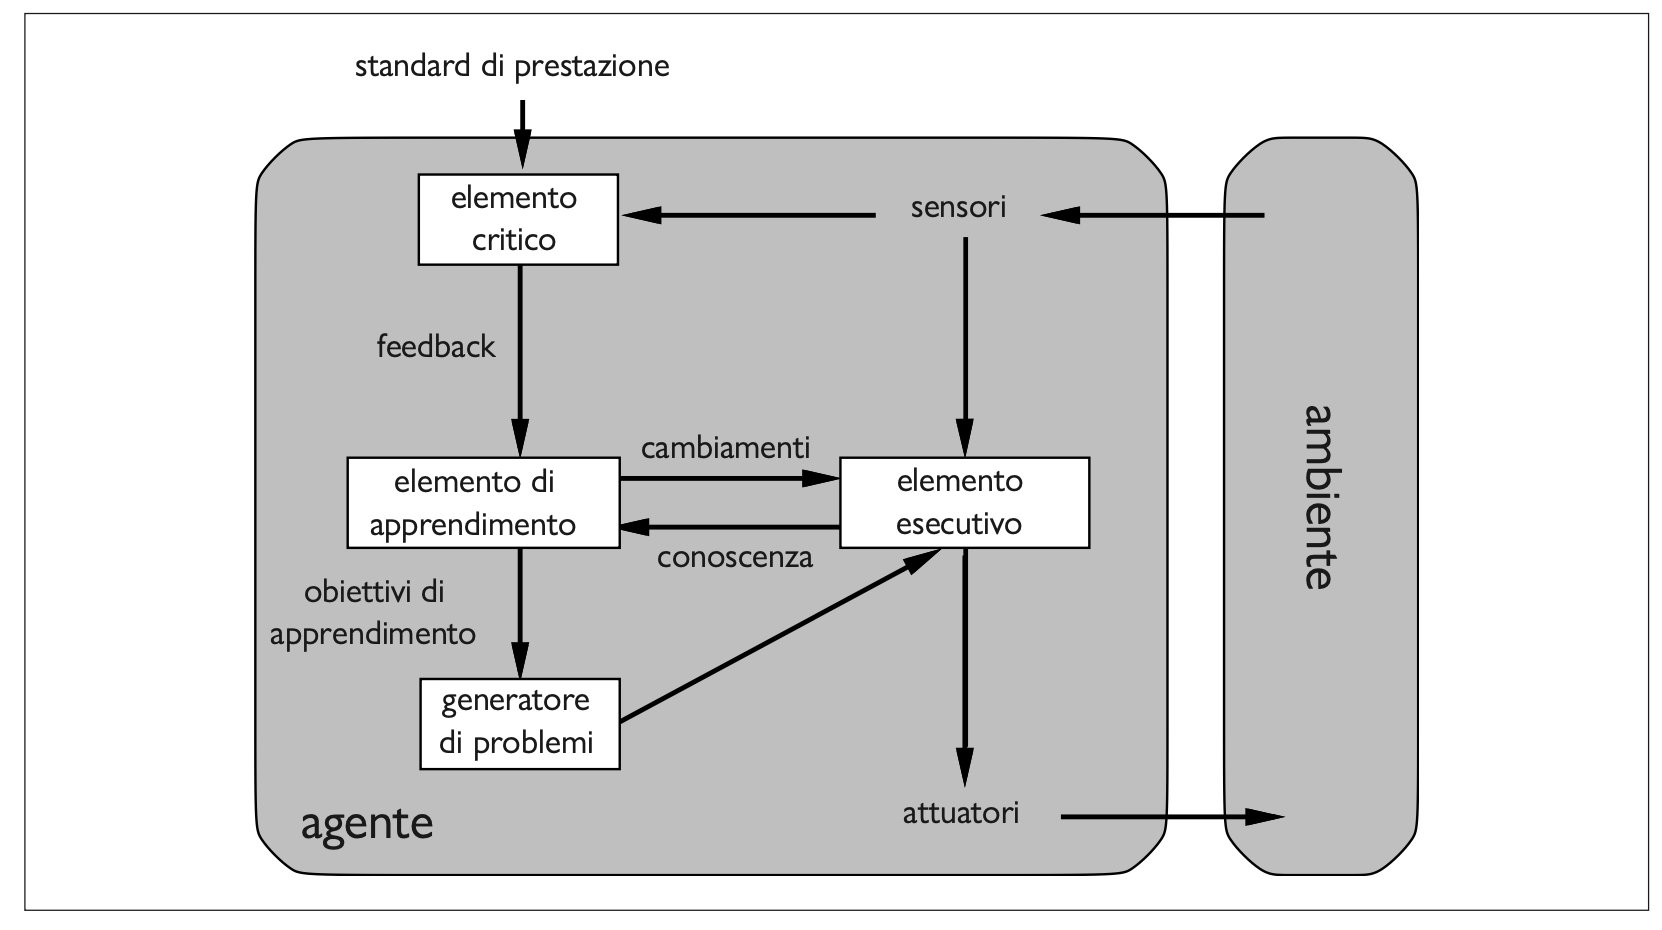 standard di prestazione
elemento
critico
sensori
feedback
cambiamenti
elemento di
apprendimento
elemento
esecutivo
conoscenza
obiettivi di
apprendimento
generatore
di problemi
attuatori
agente
ambiente